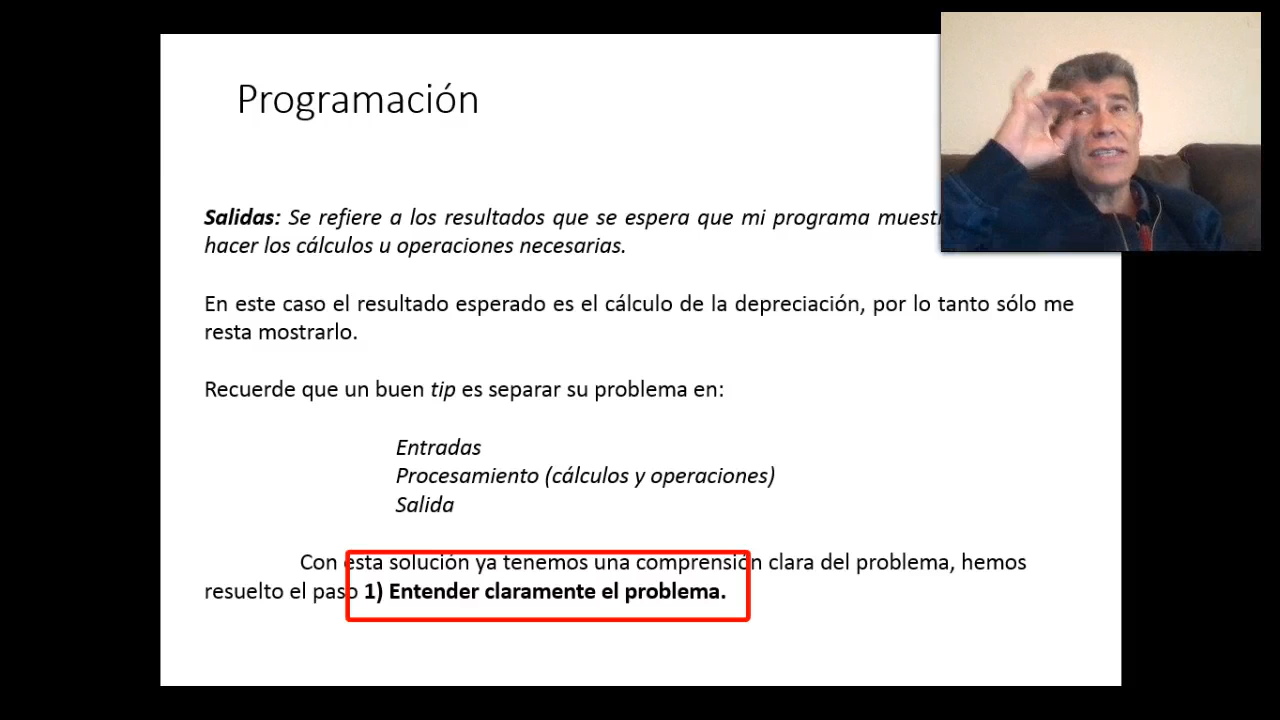 Programación
Salidas: Se refiere a los resultados que se espera que mi programa
hacer los cálculos u operaciones necesarias.
En este caso el resultado esperado es el cálculo de la depreciación, por lo tanto sólo me
resta mostrarlo.
Recuerde que un buen tip es separar su problema en:
Entradas
Procesamiento (cálculos y operaciones)
Salida
Con esta solución ya tenemos una comprensión clara del problema, hemos
resuelto el paso 1) Entender claramente el problema.